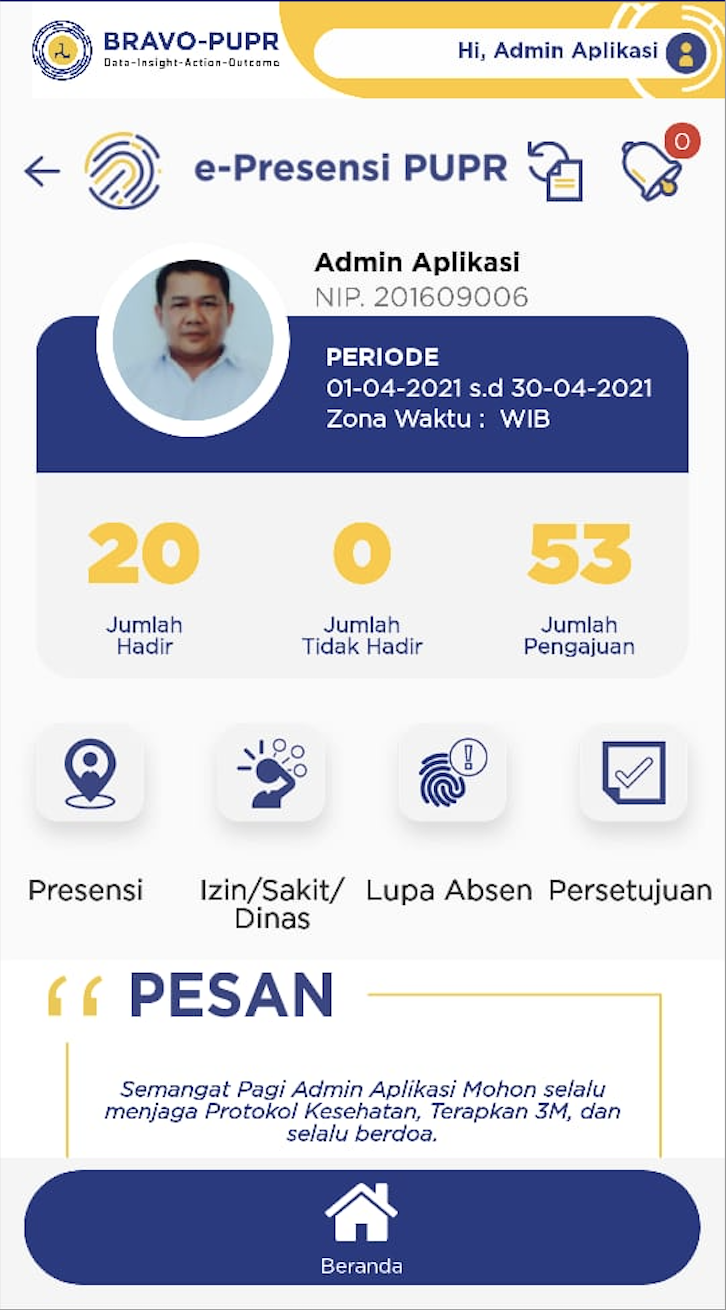 BRAVO-PUPR
Data-Insight-Action-Outcome
Hi, Admin Aplikasi
e-Presensi PUPR
0
Admin Aplikasi
NIP. 201609006
PERIODE
01-04-2021 s.d 30-04-2021
Zona Waktu : WIB
20
0
53
Jumlah
Hadir
Jumlah
Tidak Hadir
Jumlah
Pengajuan
Presensi
Izin/Sakit/
Dinas
Lupa Absen
Persetujuan
PESAN
Semangat Pagi Admin Aplikasi Mohon selalu
menjaga Protokol Kesehatan, Terapkan 3M, dan
selalu berdoa.
Beranda